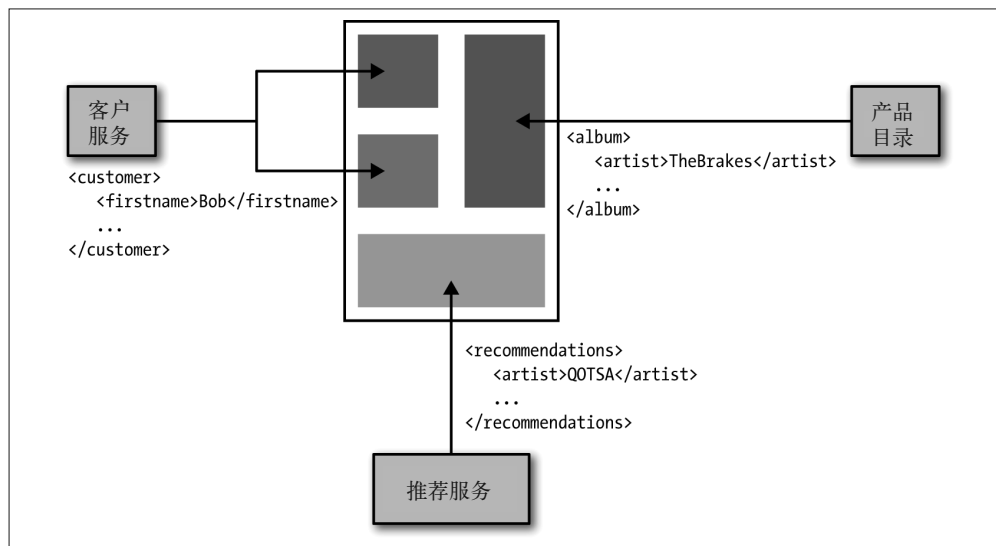 客户
服务
<customer>
<firstname>Bob</firstname>
...
</customer>
<album>
<artist>TheBrakes</artist>
...
</album>
产品
目录
<recommendations>
<artist>QOTSA</artist>
...
</recommendations>
推荐服务